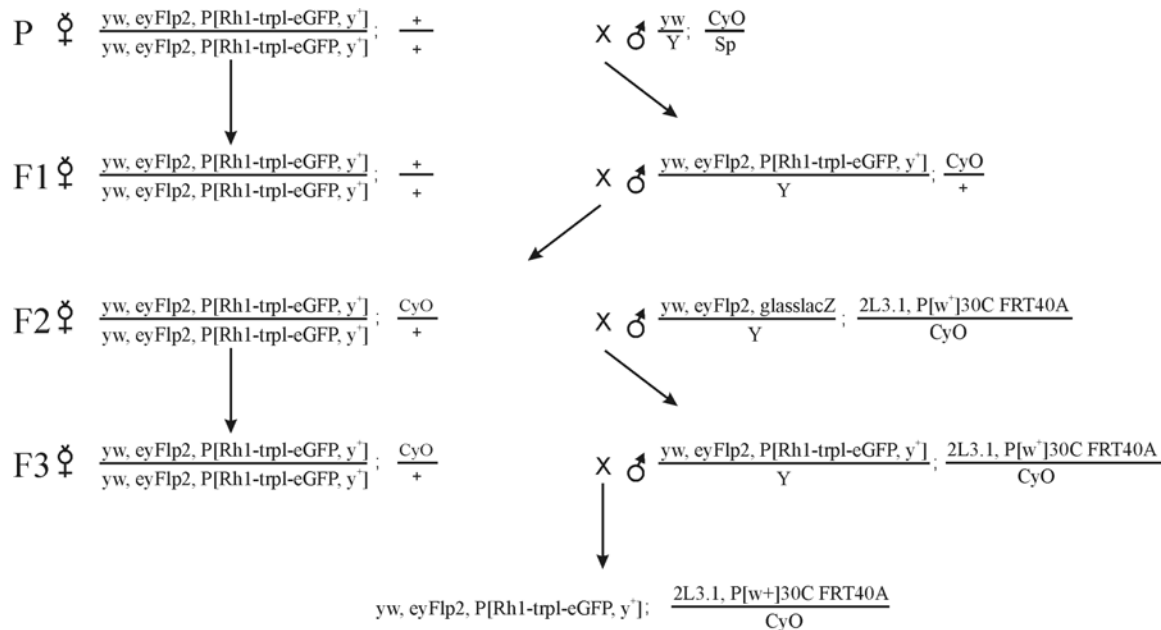 P ☿ yw, eyFlp2, P[Rh1-trpl-eGFP, y⁺] ; + X ♂ yw ; CyO
yw, eyFlp2, P[Rh1-trpl-eGFP, y⁺] + Y Sp
F1 ☿ yw, eyFlp2, P[Rh1-trpl-eGFP, y⁺] ; + X ♂ yw, eyFlp2, P[Rh1-trpl-eGFP, y⁺] ; CyO
yw, eyFlp2, P[Rh1-trpl-eGFP, y⁺] + Y +
F2 ☿ yw, eyFlp2, P[Rh1-trpl-eGFP, y⁺] ; CyO X ♂ yw, eyFlp2, glasslacZ ; 2L3.1, P[w⁺]30C FRT40A
yw, eyFlp2, P[Rh1-trpl-eGFP, y⁺] + Y CyO
F3 ☿ yw, eyFlp2, P[Rh1-trpl-eGFP, y⁺] ; CyO X ♂ yw, eyFlp2, P[Rh1-trpl-eGFP, y⁺] ; 2L3.1, P[w⁺]30C FRT40A
yw, eyFlp2, P[Rh1-trpl-eGFP, y⁺] + Y CyO
yw, eyFlp2, P[Rh1-trpl-eGFP, y⁺] ; 2L3.1, P[w+]30C FRT40A
CyO